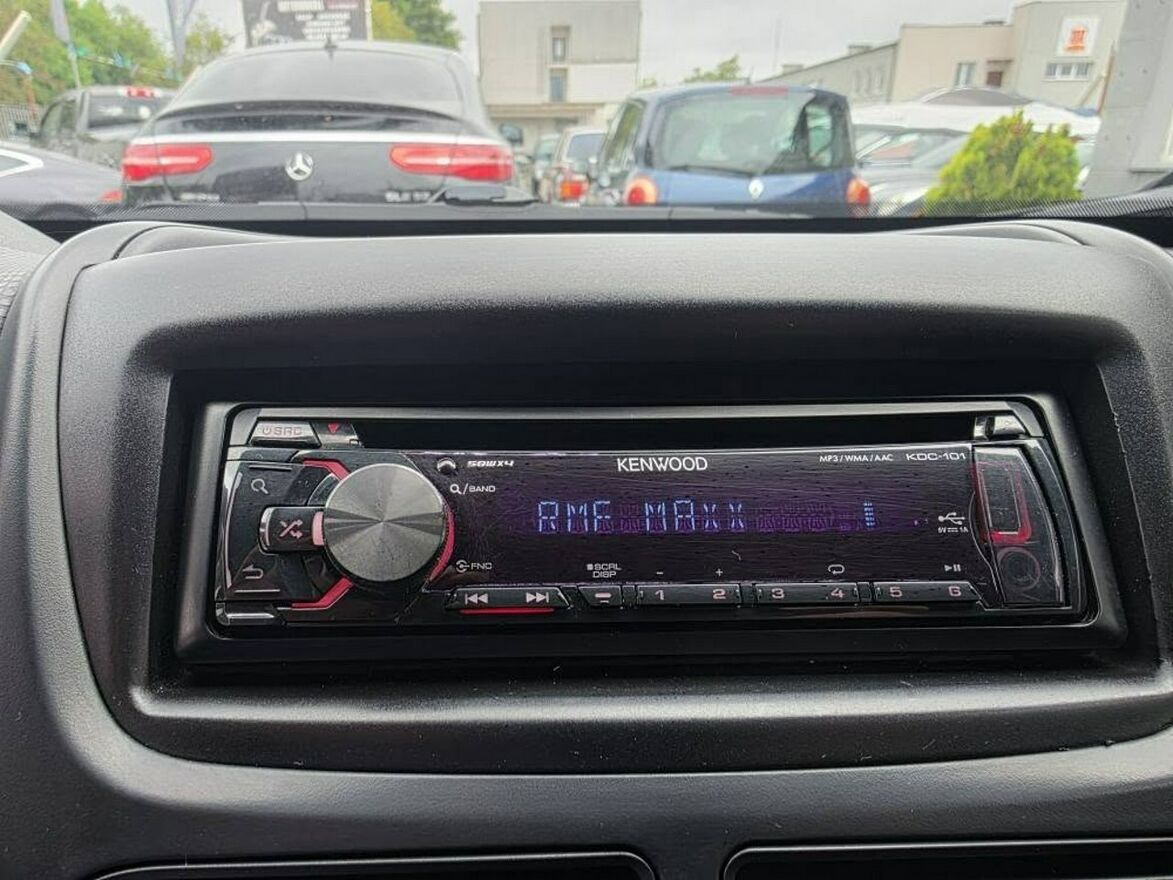 SRC
50WX4
KENWOOD
MP3/WMA/AAC KDC-101
/BAND
RMF MAXX 1
5V 1A
FNC
SCRL
DISP
- +
1 2 3 4 5 6